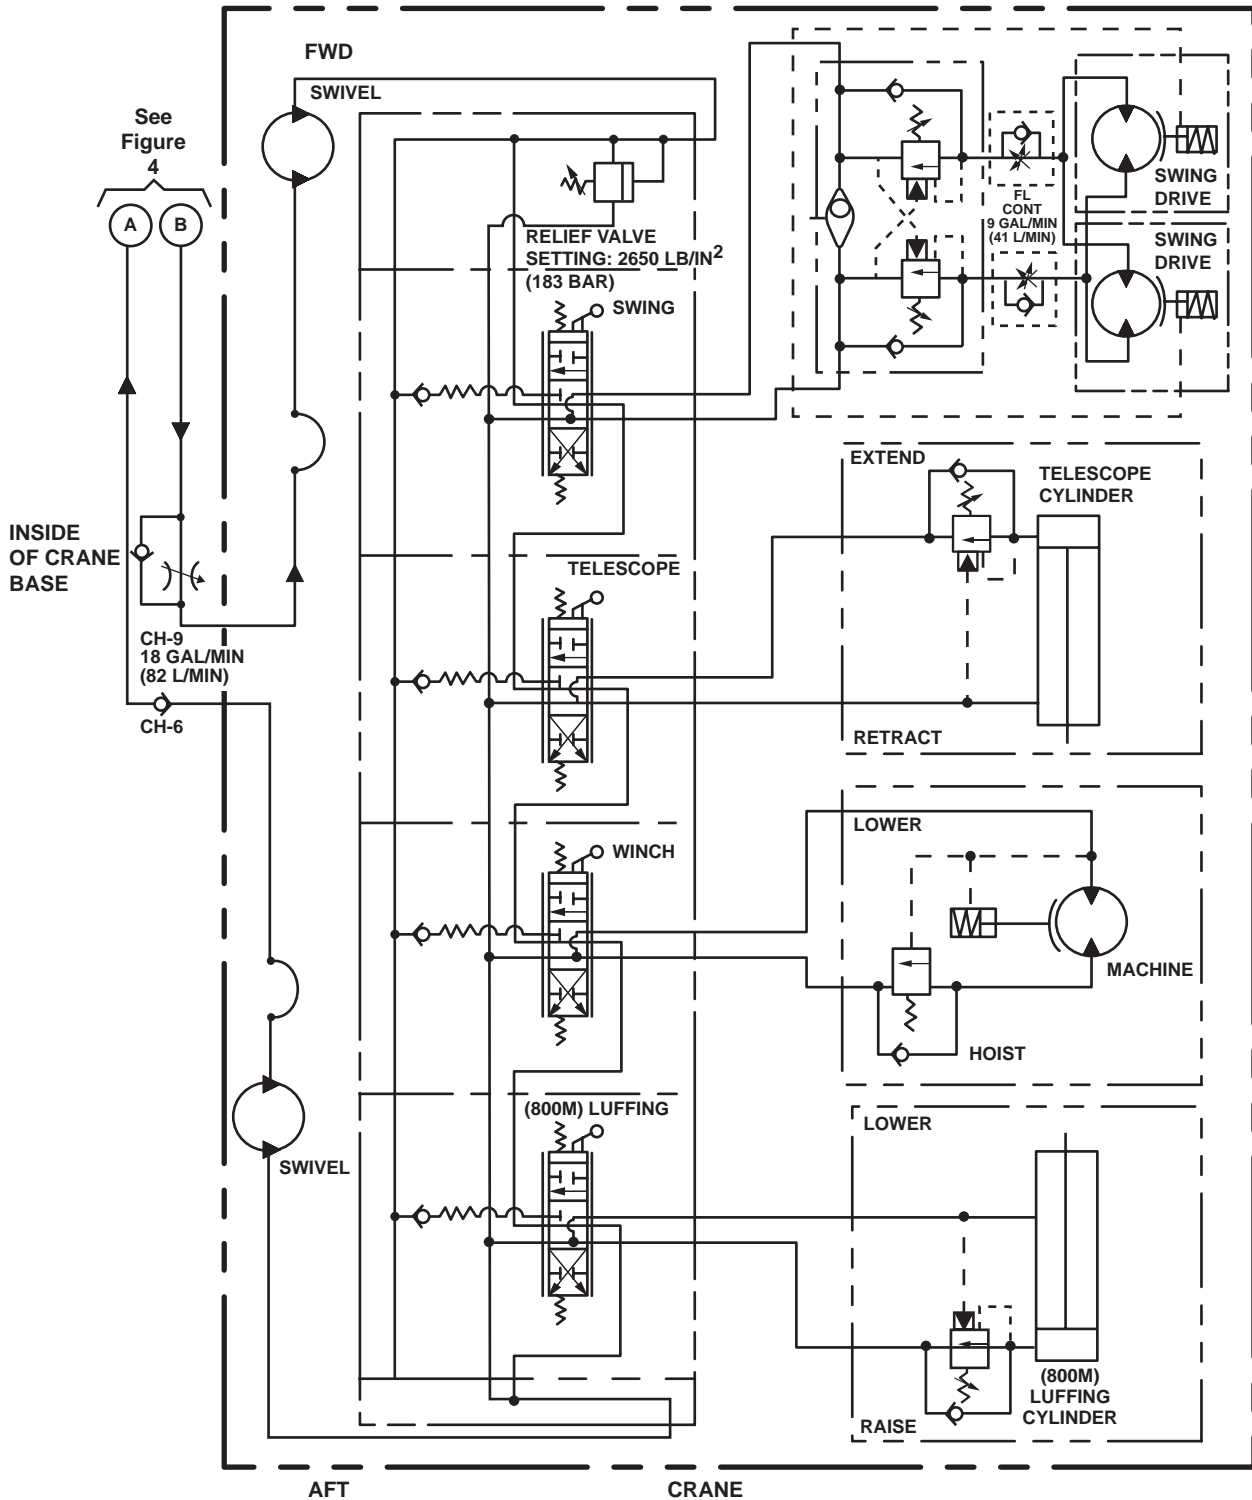 FWD
SWIVEL
See
Figure
4
A
B
RELIEF VALVE
SETTING: 2650 LB/IN²
(183 BAR)
SWING
FL
CONT
9 GAL/MIN
(41 L/MIN)
SWING
DRIVE
SWING
DRIVE
INSIDE
OF CRANE
BASE
CH-9
18 GAL/MIN
(82 L/MIN)
CH-6
TELESCOPE
EXTEND
TELESCOPE
CYLINDER
RETRACT
WINCH
LOWER
MACHINE
HOIST
(800M) LUFFING
SWIVEL
LOWER
(800M)
LUFFING
CYLINDER
RAISE
AFT
CRANE